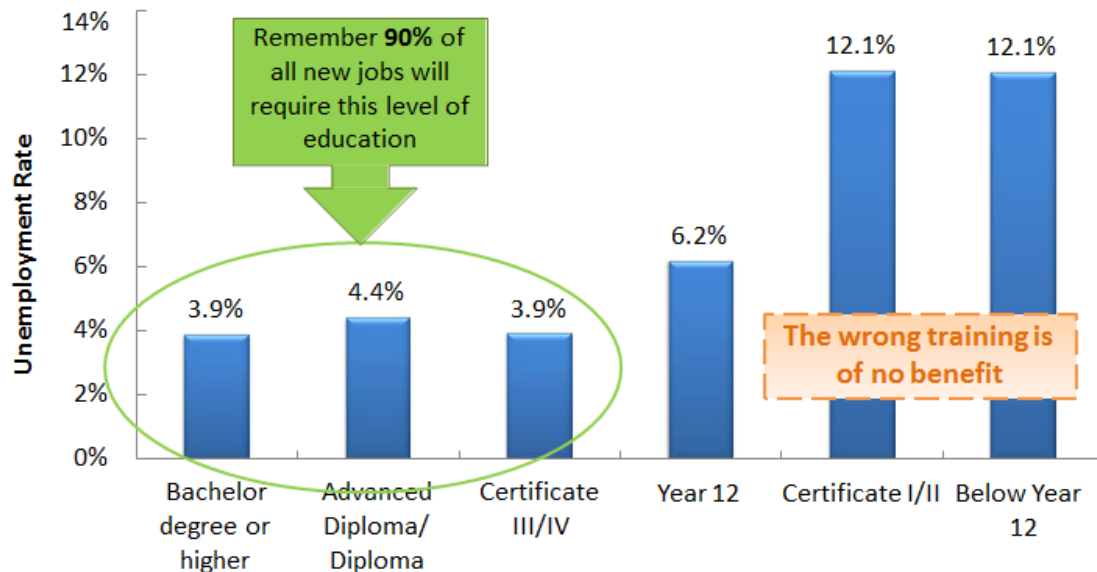 Unemployment Rate
14%
12%
10%
8%
6%
4%
2%
0%
Remember 90% of
all new jobs will
require this level of
education
3.9%
4.4%
3.9%
6.2%
12.1%
12.1%
The wrong training is
of no benefit
Bachelor
degree or
higher
Advanced
Diploma/
Diploma
Certificate
III/IV
Year 12
Certificate I/II
Below Year
12